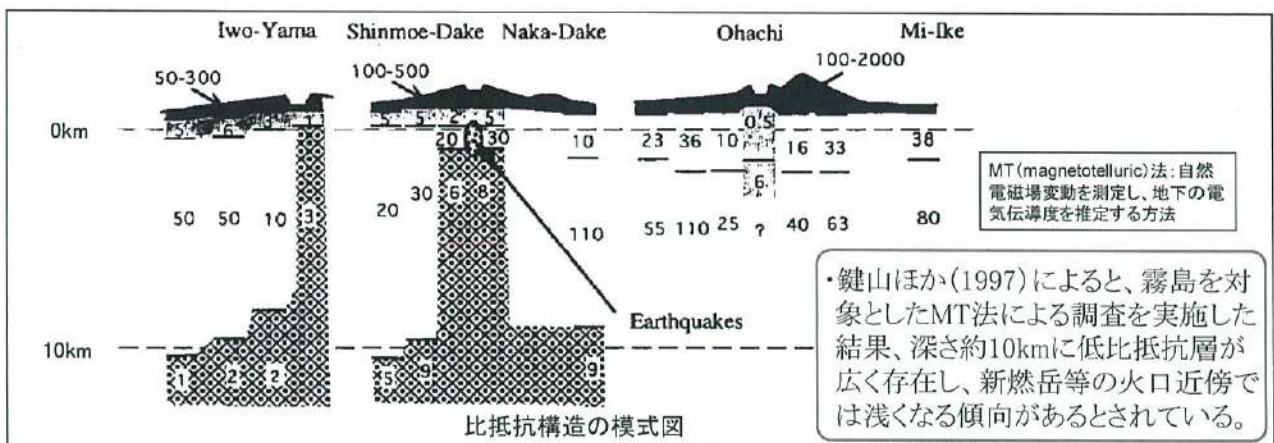 Iwo-Yama Shinmoe-Dake Naka-Dake Ohachi Mi-Ike
50-300 100-500 100-2000
0km
5 6 3 1 5 5 2 5 0.5
20 30 10 23 36 10 16 33 38
6
50 50 10 3 20 30 6 8 110 55 110 25 ? 40 63 80
Earthquakes
10km
1 2 2 5 9 9
比抵抗構造の模式図
MT(magnetotelluric)法:自然
電磁場変動を測定し、地下の電
気伝導度を推定する方法
・鍵山ほか(1997)によると、霧島を対
象としたMT法による調査を実施した
結果、深さ約10kmに低比抵抗層が
広く存在し、新燃岳等の火口近傍で
は浅くなる傾向があるとされている。